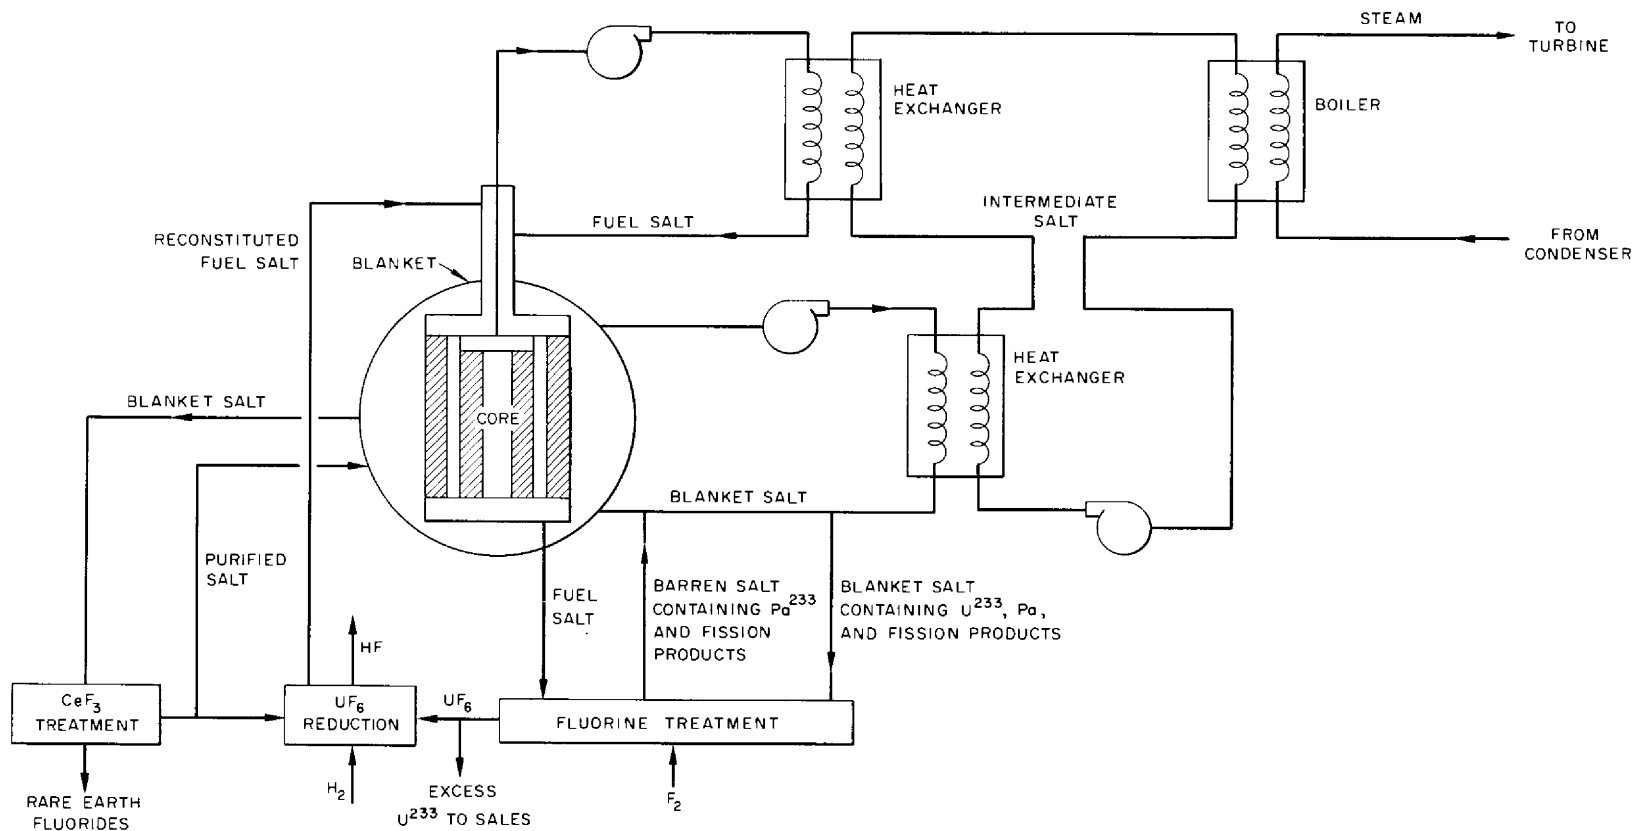 STEAM
TO
TURBINE
HEAT
EXCHANGER
BOILER
INTERMEDIATE
SALT
FUEL SALT
FROM
CONDENSER
RECONSTITUTED
FUEL SALT
BLANKET
HEAT
EXCHANGER
BLANKET SALT
CORE
BLANKET SALT
PURIFIED
SALT
FUEL
SALT
BARREN SALT
CONTAINING Pa²³³
AND FISSION
PRODUCTS
BLANKET SALT
CONTAINING U²³³, Pa,
AND FISSION PRODUCTS
HF
CeF₃
TREATMENT
UF₆
REDUCTION
UF₆
FLUORINE TREATMENT
H₂
F₂
RARE EARTH
FLUORIDES
EXCESS
U²³³ TO SALES